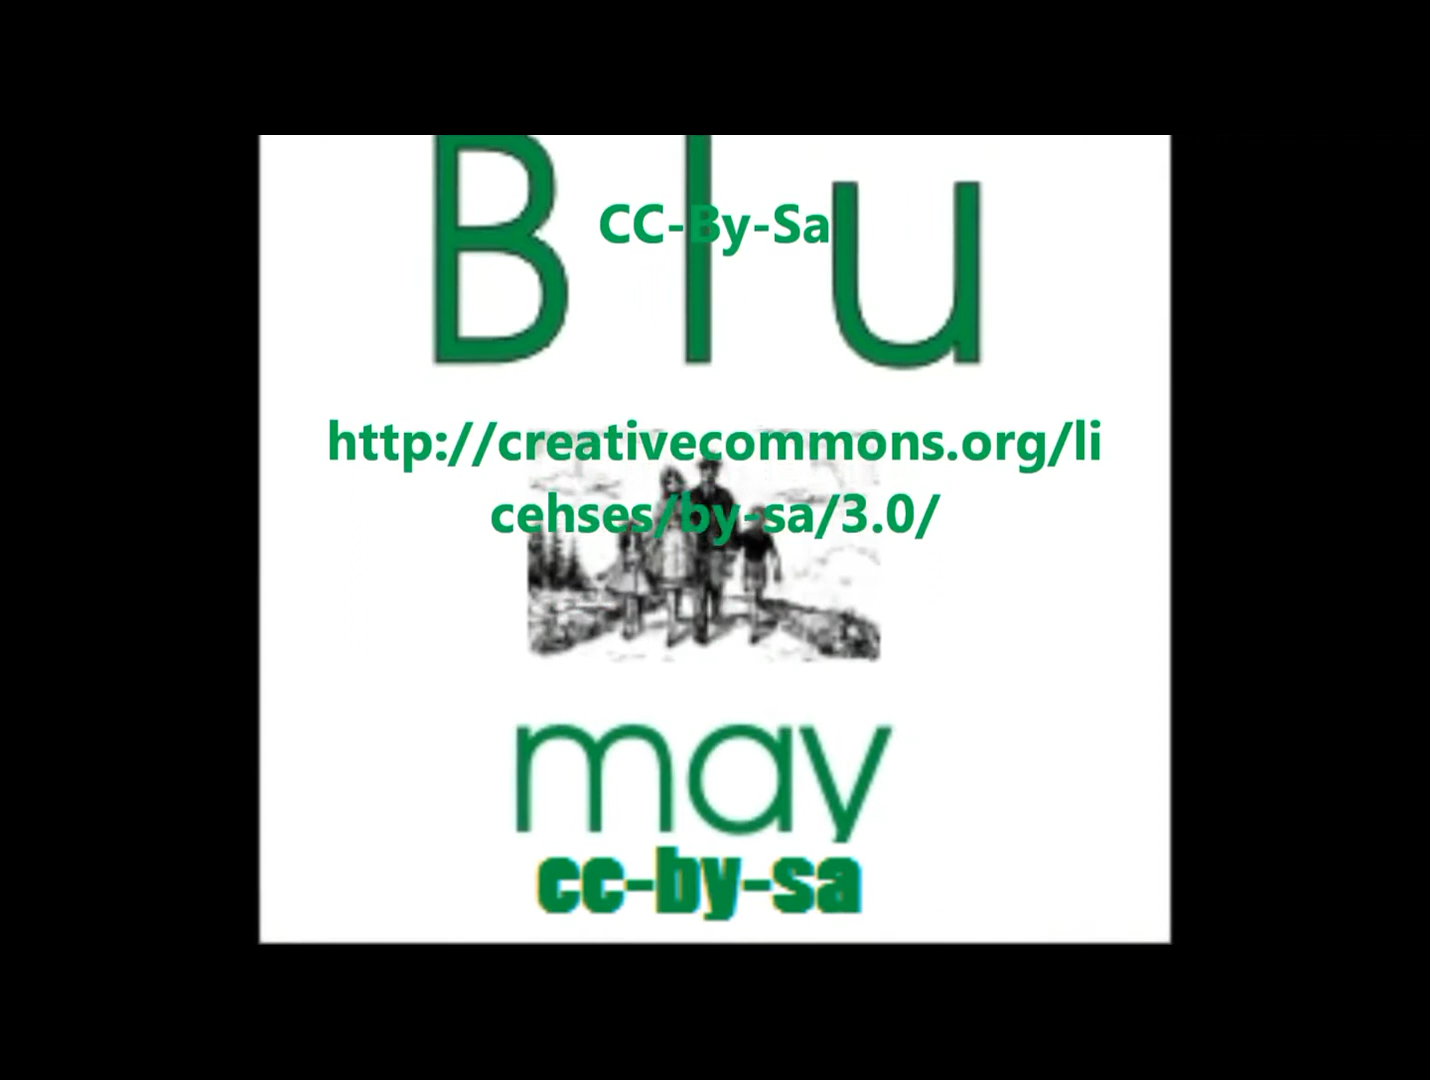 Blu
CC-By-Sa
http://creativecommons.org/li
cehses/by-sa/3.0/
may
cc-by-sa